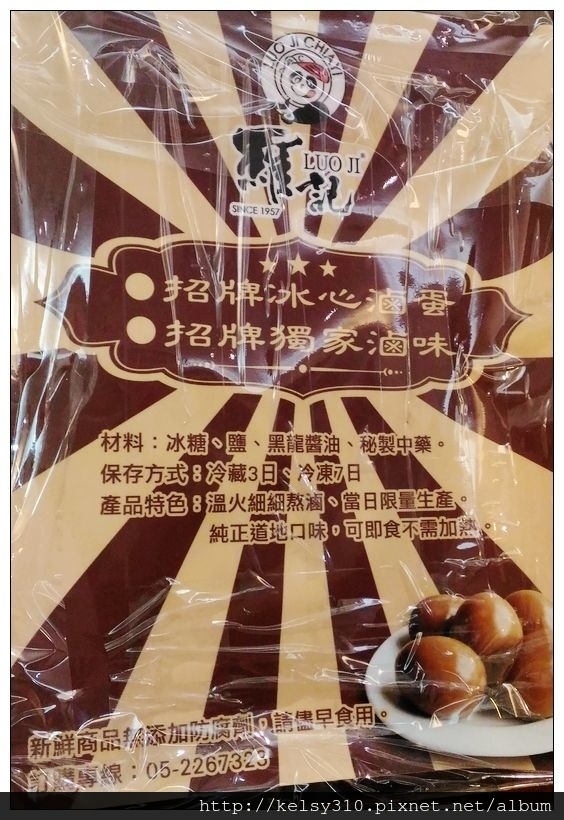 LUO JI CHIAYI
羅記
LUO JI®
SINCE 1957
招牌冰心滷蛋
招牌獨家滷味
材料：冰糖、鹽、黑龍醬油、秘製中藥。
保存方式：冷藏3日、冷凍7日
產品特色：溫火細細熬滷、當日限量生產。
純正道地口味，可即食不需加熱。
新鮮商品無添加防腐劑，請儘早食用。
訂購專線：05-2267323
http://kelsy310.pixnet.net/album